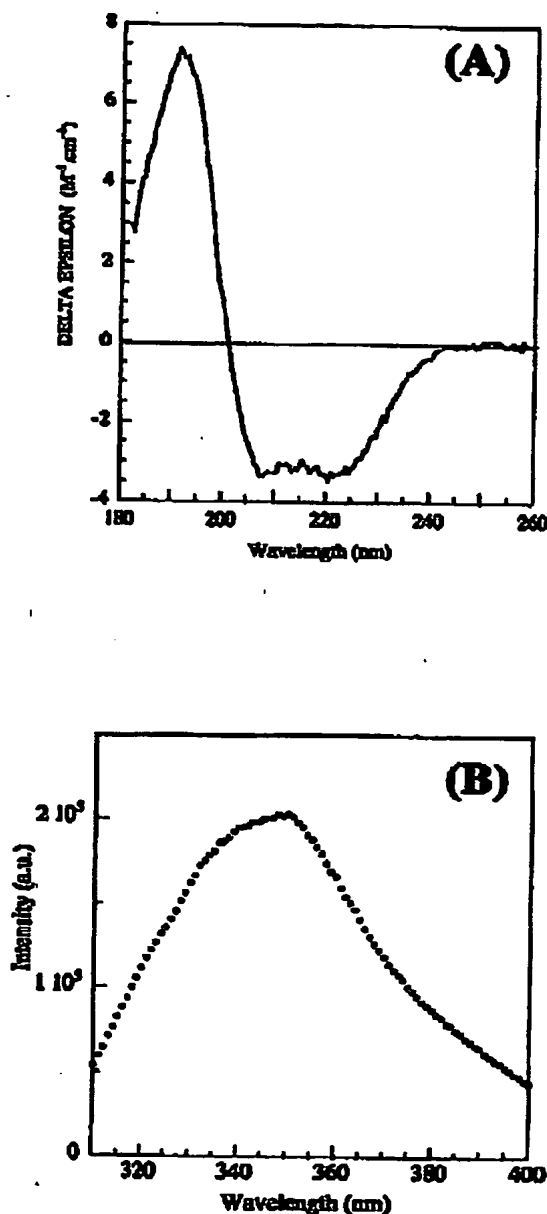 (A)
8
6
4
2
0
-2
-4
DELTA EPSILON (M⁻¹.cm⁻¹)
180 200 220 240 260
Wavelength (nm)
(B)
2 10⁵
1 10⁵
0
Intensity (a.u.)
320 340 360 380 400
Wavelength (nm)